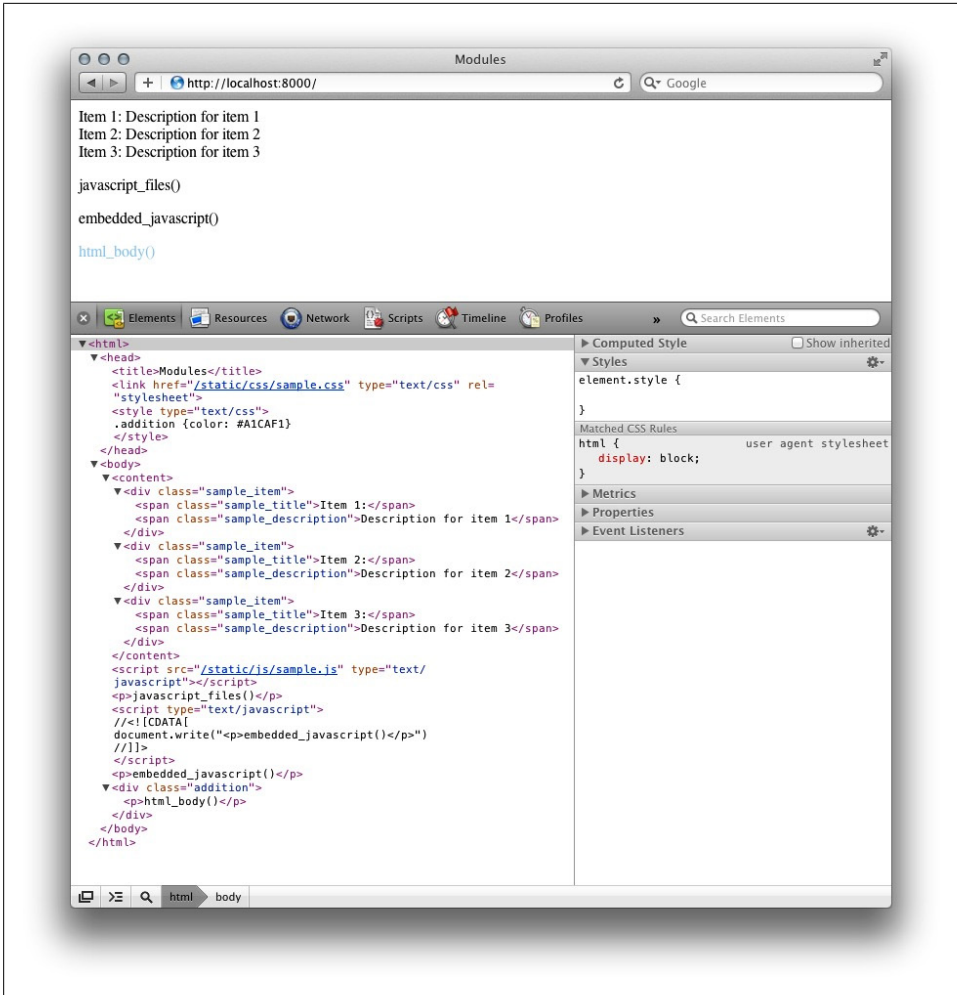 Modules
http://localhost:8000/
Google
Item 1: Description for item 1
Item 2: Description for item 2
Item 3: Description for item 3
javascript_files()
embedded_javascript()
html_body()
Elements Resources Network Scripts Timeline Profiles » Search Elements
<html>
<head>
<title>Modules</title>
<link href="/static/css/sample.css" type="text/css" rel=
"stylesheet">
<style type="text/css">
.addition {color: #A1CAF1}
</style>
</head>
<body>
<content>
<div class="sample_item">
<span class="sample_title">Item 1:</span>
<span class="sample_description">Description for item 1</span>
</div>
<div class="sample_item">
<span class="sample_title">Item 2:</span>
<span class="sample_description">Description for item 2</span>
</div>
<div class="sample_item">
<span class="sample_title">Item 3:</span>
<span class="sample_description">Description for item 3</span>
</div>
</content>
<script src="/static/js/sample.js" type="text/
javascript"></script>
<p>javascript_files()</p>
<script type="text/javascript">
//<![CDATA[
document.write("<p>embedded_javascript()</p>")
//]]>
</script>
<p>embedded_javascript()</p>
<div class="addition">
<p>html_body()</p>
</div>
</body>
</html>
Computed Style Show inherited
Styles
element.style {
}
Matched CSS Rules
html { user agent stylesheet
display: block;
}
Metrics
Properties
Event Listeners
html body